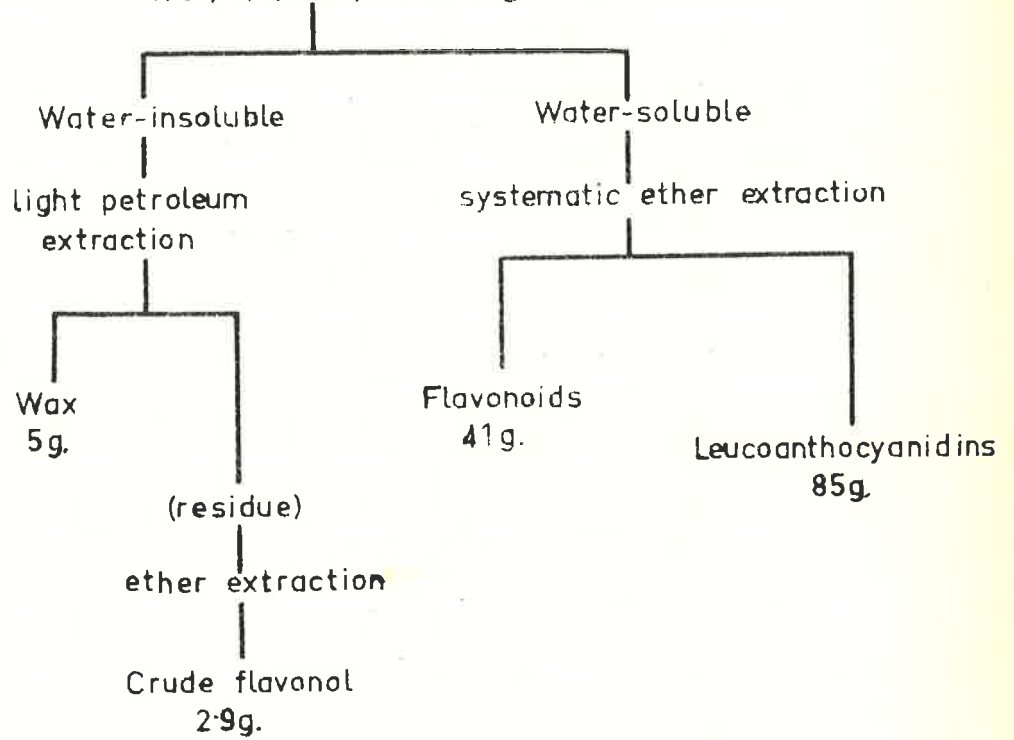 Water-insoluble
Water-soluble
light petroleum
extraction
systematic ether extraction
Wax
5g.
Flavonoids
41g.
Leucoanthocyanidins
85g.
(residue)
ether extraction
Crude flavonol
2·9g.